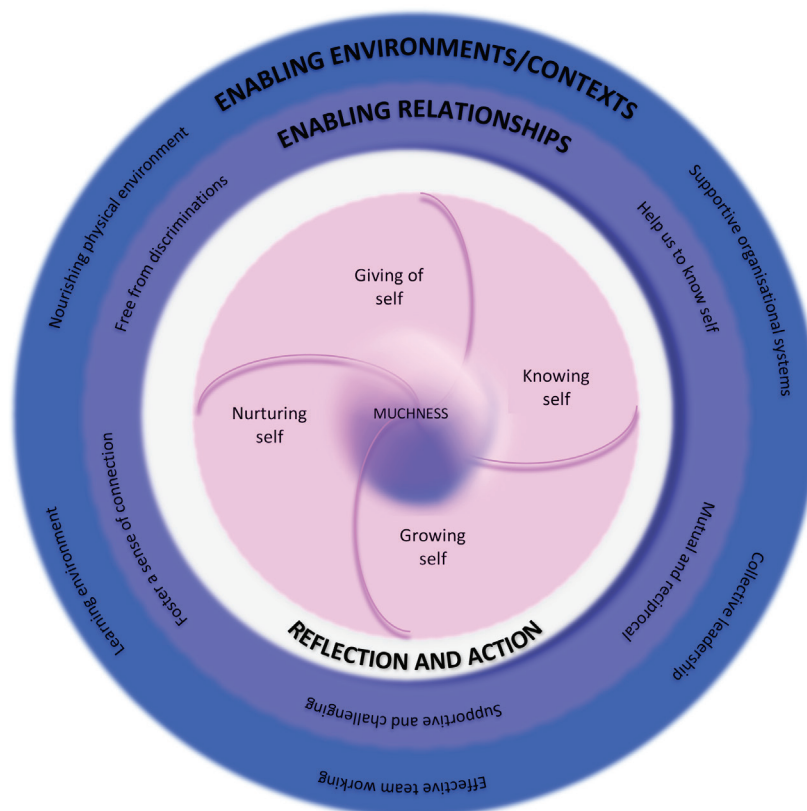 ENABLING ENVIRONMENTS/CONTEXTS
Nourishing physical environment
Supportive organisational systems
Collective leadership
Effective team working
Learning environment
ENABLING RELATIONSHIPS
Free from discriminations
Help us to know self
Mutual and reciprocal
Supportive and challenging
Foster a sense of connection
Giving of
self
Knowing
self
Nurturing
self
MUCHNESS
Growing
self
REFLECTION AND ACTION